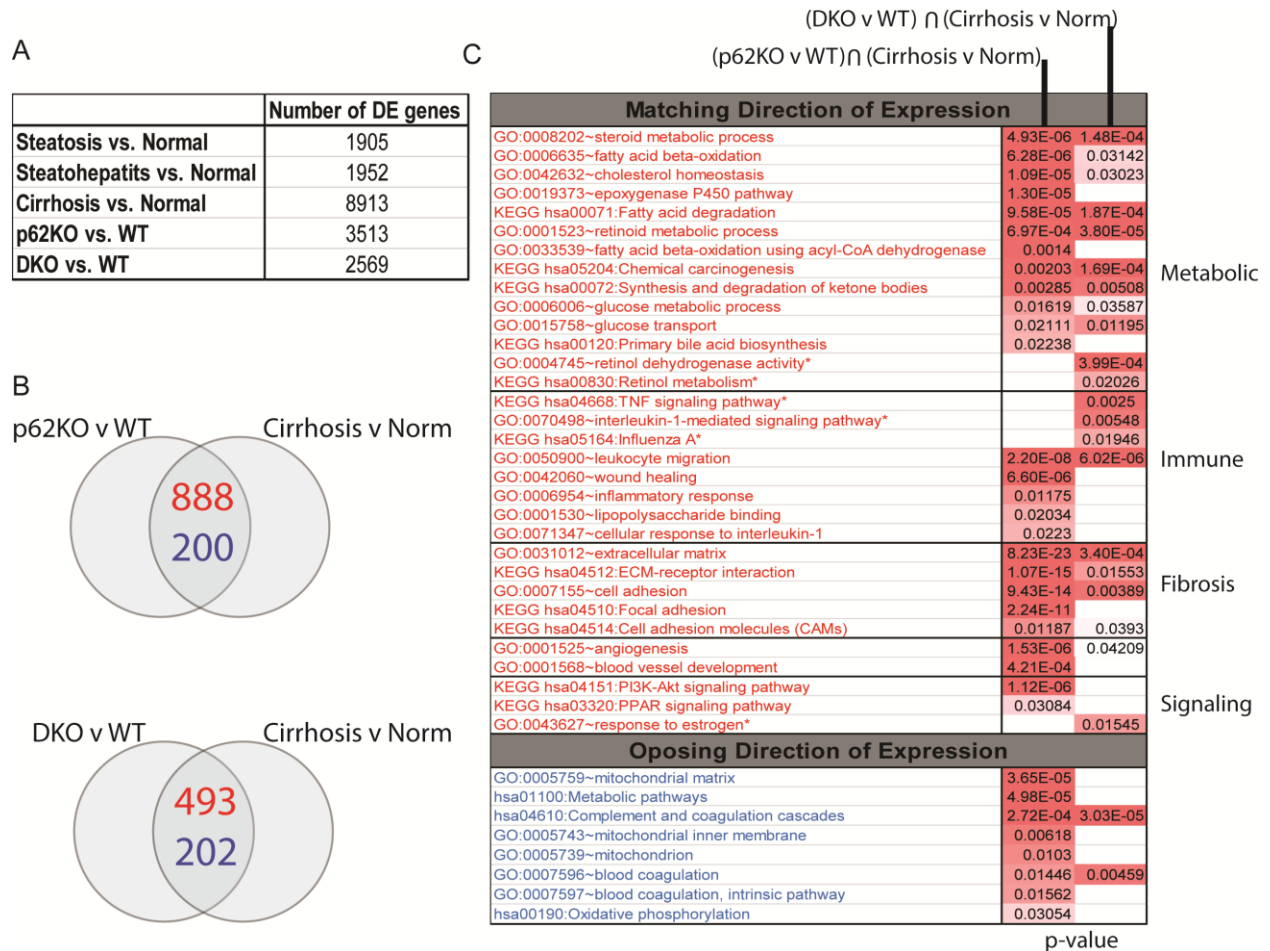 A
Number of DE genes
Steatosis vs. Normal 1905
Steatohepatits vs. Normal 1952
Cirrhosis vs. Normal 8913
p62KO vs. WT 3513
DKO vs. WT 2569
B
p62KO v WT Cirrhosis v Norm
888
200
DKO v WT Cirrhosis v Norm
493
202
C
(DKO v WT) ∩ (Cirrhosis v Norm)
(p62KO v WT)∩ (Cirrhosis v Norm)
Matching Direction of Expression
GO:0008202~steroid metabolic process 4.93E-06 1.48E-04
GO:0006635~fatty acid beta-oxidation 6.28E-06 0.03142
GO:0042632~cholesterol homeostasis 1.09E-05 0.03023
GO:0019373~epoxygenase P450 pathway 1.30E-05
KEGG hsa00071:Fatty acid degradation 9.58E-05 1.87E-04
GO:0001523~retinoid metabolic process 6.97E-04 3.80E-05
GO:0033539~fatty acid beta-oxidation using acyl-CoA dehydrogenase 0.0014
KEGG hsa05204:Chemical carcinogenesis 0.00203 1.69E-04
KEGG hsa00072:Synthesis and degradation of ketone bodies 0.00285 0.00508
GO:0006006~glucose metabolic process 0.01619 0.03587
GO:0015758~glucose transport 0.02111 0.01195
KEGG hsa00120:Primary bile acid biosynthesis 0.02238
GO:0004745~retinol dehydrogenase activity* 3.99E-04
KEGG hsa00830:Retinol metabolism* 0.02026
Metabolic
KEGG hsa04668:TNF signaling pathway* 0.0025
GO:0070498~interleukin-1-mediated signaling pathway* 0.00548
KEGG hsa05164:Influenza A* 0.01946
GO:0050900~leukocyte migration 2.20E-08 6.02E-06
GO:0042060~wound healing 6.60E-06
GO:0006954~inflammatory response 0.01175
GO:0001530~lipopolysaccharide binding 0.02034
GO:0071347~cellular response to interleukin-1 0.0223
Immune
GO:0031012~extracellular matrix 8.23E-23 3.40E-04
KEGG hsa04512:ECM-receptor interaction 1.07E-15 0.01553
GO:0007155~cell adhesion 9.43E-14 0.00389
KEGG hsa04510:Focal adhesion 2.24E-11
KEGG hsa04514:Cell adhesion molecules (CAMs) 0.01187 0.0393
Fibrosis
GO:0001525~angiogenesis 1.53E-06 0.04209
GO:0001568~blood vessel development 4.21E-04
KEGG hsa04151:PI3K-Akt signaling pathway 1.12E-06
KEGG hsa03320:PPAR signaling pathway 0.03084
GO:0043627~response to estrogen* 0.01545
Signaling
Oposing Direction of Expression
GO:0005759~mitochondrial matrix 3.65E-05
hsa01100:Metabolic pathways 4.98E-05
hsa04610:Complement and coagulation cascades 2.72E-04 3.03E-05
GO:0005743~mitochondrial inner membrane 0.00618
GO:0005739~mitochondrion 0.0103
GO:0007596~blood coagulation 0.01446 0.00459
GO:0007597~blood coagulation, intrinsic pathway 0.01562
hsa00190:Oxidative phosphorylation 0.03054
p-value